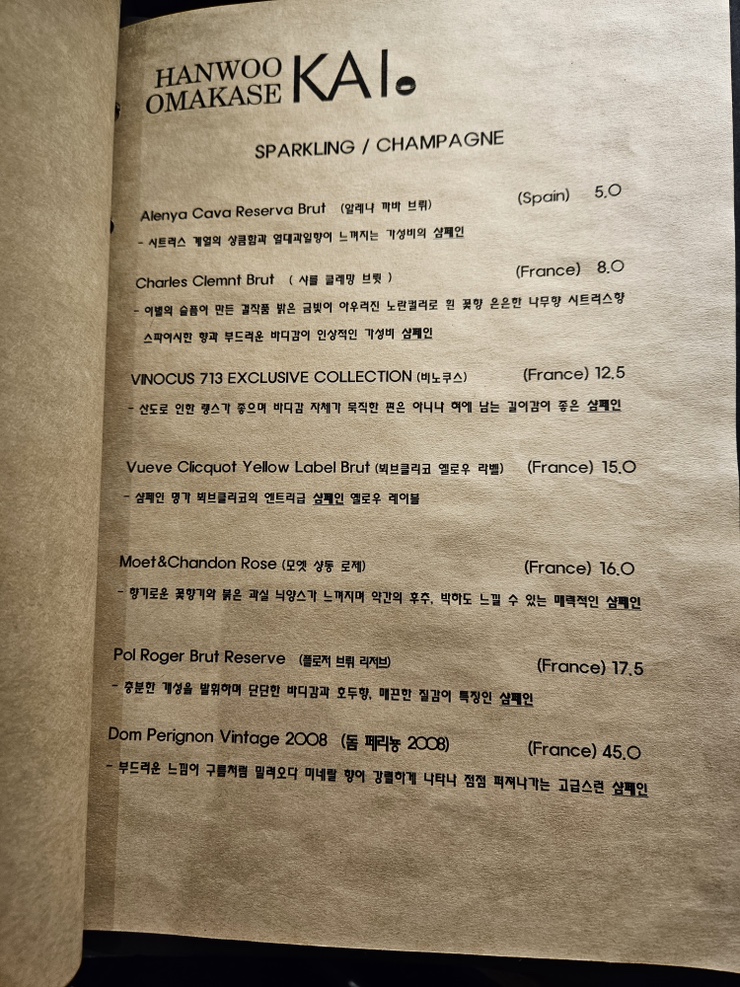 HANWOO
OMAKASE KAI
SPARKLING / CHAMPAGNE
Alenya Cava Reserva Brut (알레냐 까바 브뤼) (Spain) 5.0
- 시트러스 계열의 상큼함과 열대과일향이 느껴지는 가성비의 샴페인
Charles Clemnt Brut ( 샤를 클레망 브륏 ) (France) 8.0
- 이별의 슬픔이 만든 걸작품 밝은 금빛이 아우러진 노란컬러로 흰 꽃향 은은한 나무향 시트러스향
스파이시한 향과 부드러운 바디감이 인상적인 가성비 샴페인
VINOCUS 713 EXCLUSIVE COLLECTION (비노쿠스) (France) 12.5
- 산도로 인한 렝스가 좋으며 바디감 자체가 묵직한 편은 아니나 혀에 남는 길이감이 좋은 샴페인
Vueve Clicquot Yellow Label Brut (뵈브클리코 옐로우 라벨) (France) 15.0
- 샴페인 명가 뵈브클리코의 엔트리급 샴페인 옐로우 레이블
Moet&Chandon Rose (모엣 샹동 로제) (France) 16.0
- 향기로운 꽃향기와 붉은 과실 늬앙스가 느껴지며 약간의 후추, 박하도 느낄 수 있는 매력적인 샴페인
Pol Roger Brut Reserve (폴로저 브뤼 리저브) (France) 17.5
- 충분한 개성을 발휘하며 단단한 바디감과 호두향, 매끈한 질감이 특징인 샴페인
Dom Perignon Vintage 2008 (돔 페리뇽 2008) (France) 45.0
- 부드러운 느낌이 구름처럼 밀려오다 미네랄 향이 강렬하게 나타나 점점 퍼져나가는 고급스런 샴페인